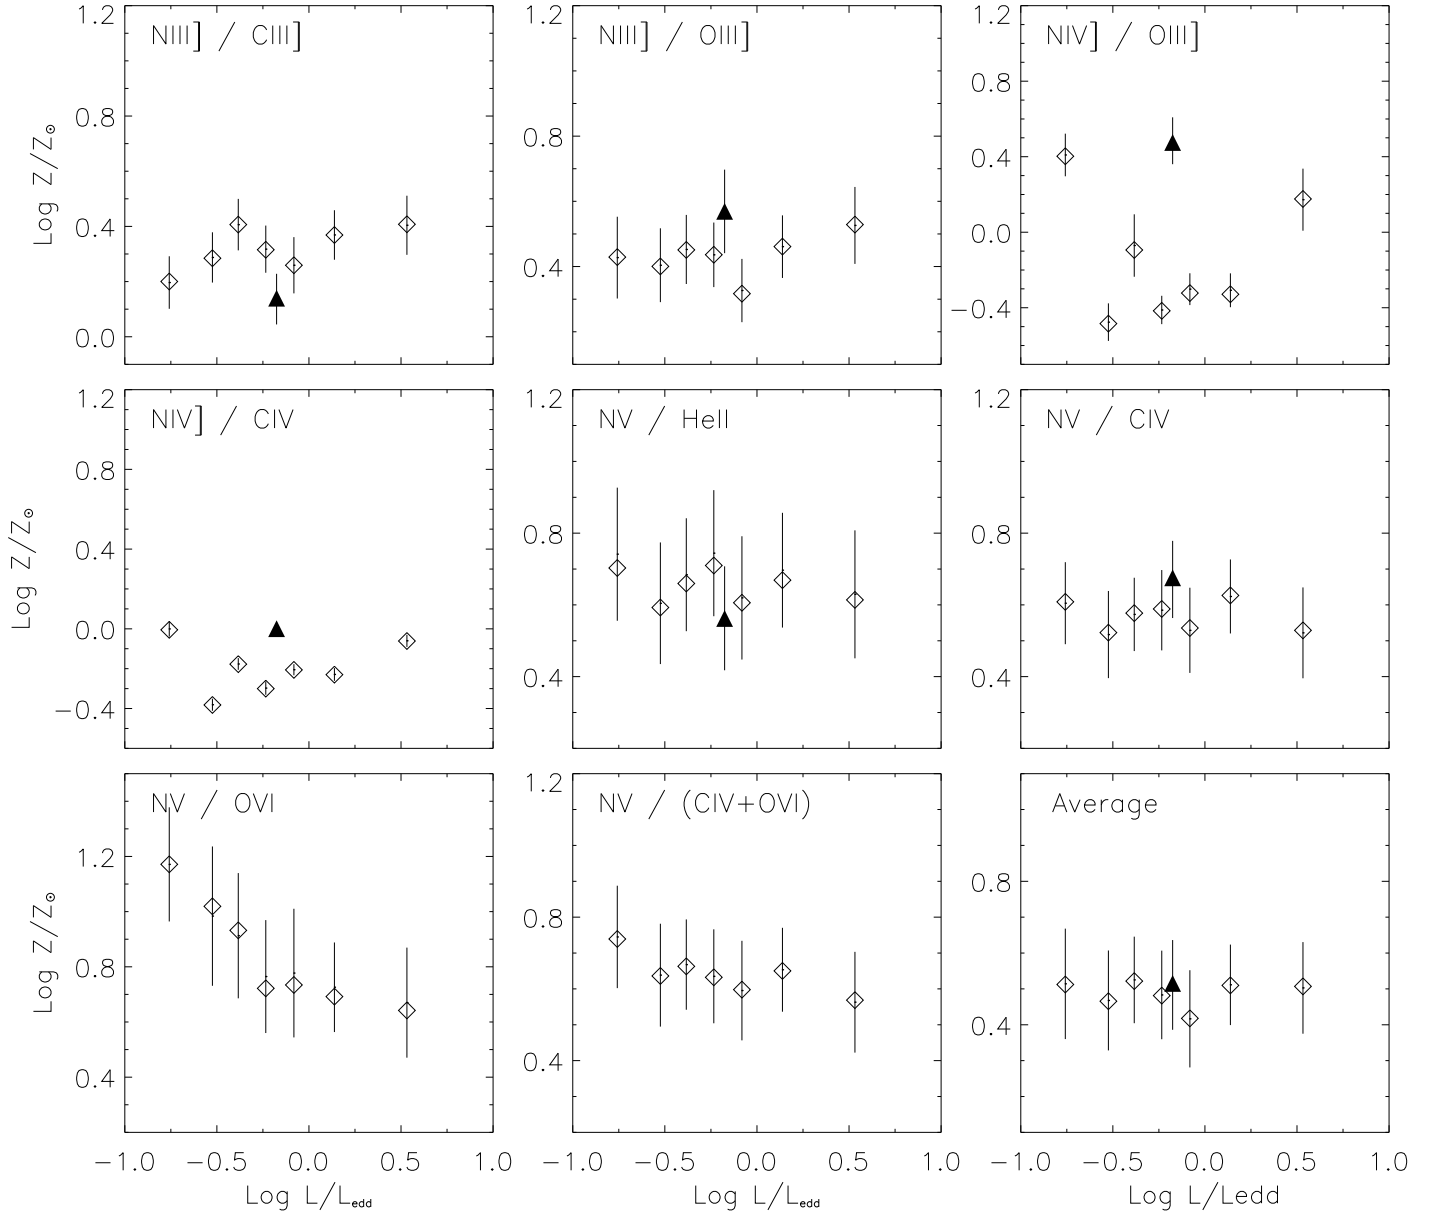 NIII] / CIII]
1.2
0.8
0.4
0.0
Log Z/Z⊙
NIII] / OIII]
1.2
0.8
0.4
NIV] / OIII]
1.2
0.8
0.4
0.0
−0.4
NIV] / CIV
1.2
0.8
0.4
0.0
−0.4
Log Z/Z⊙
NV / HeII
1.2
0.8
0.4
NV / CIV
1.2
0.8
0.4
NV / OVI
1.2
0.8
0.4
Log Z/Z⊙
−1.0 −0.5 0.0 0.5 1.0
Log L/Ledd
NV / (CIV+OVI)
1.2
0.8
0.4
−1.0 −0.5 0.0 0.5 1.0
Log L/Ledd
Average
0.8
0.4
−1.0 −0.5 0.0 0.5 1.0
Log L/Ledd